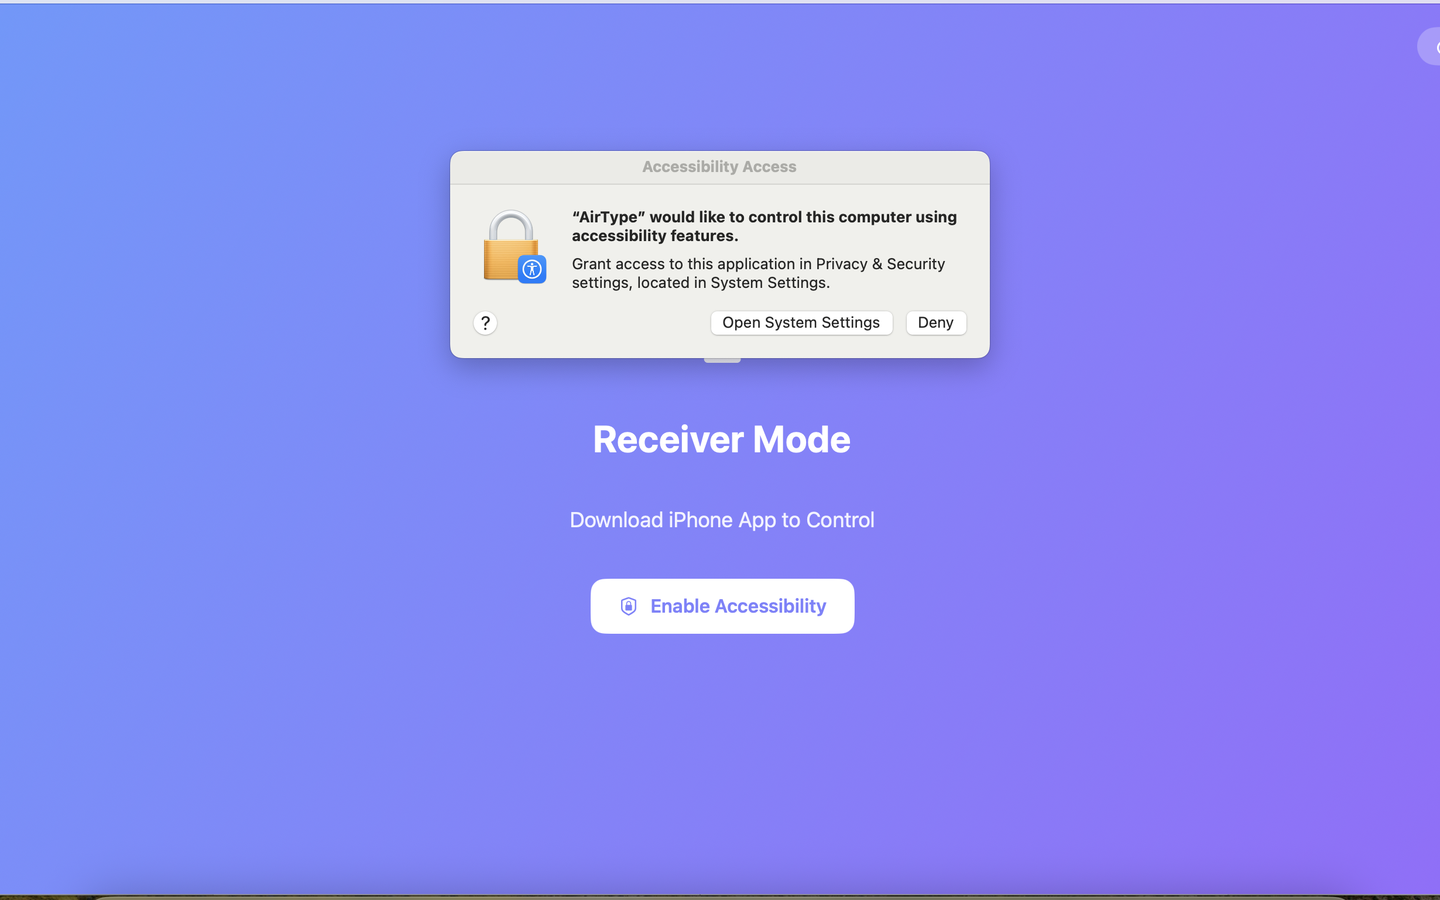 Accessibility Access
“AirType” would like to control this computer using
accessibility features.
Grant access to this application in Privacy & Security
settings, located in System Settings.
?
Open System Settings
Deny
Receiver Mode
Download iPhone App to Control
Enable Accessibility